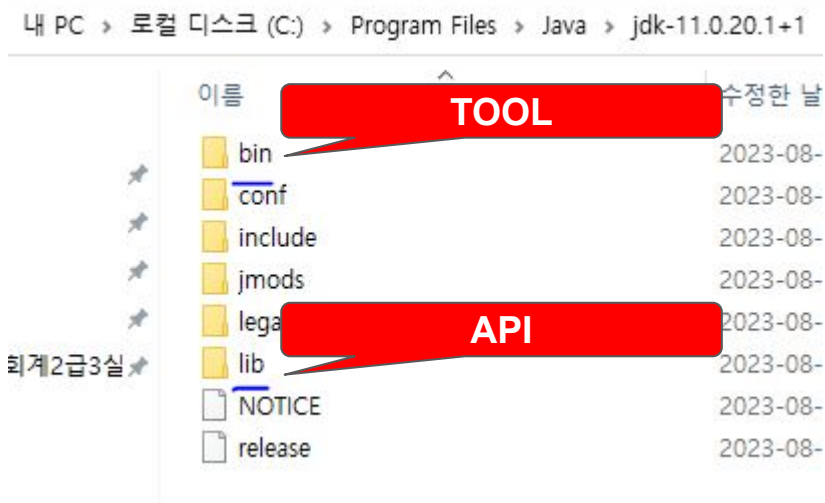 내 PC > 로컬 디스크 (C:) > Program Files > Java > jdk-11.0.20.1+1
이름 수정한 날
TOOL
bin 2023-08-
conf 2023-08-
include 2023-08-
jmods 2023-08-
lega 2023-08-
API
회계2급3실 lib 2023-08-
NOTICE 2023-08-
release 2023-08-